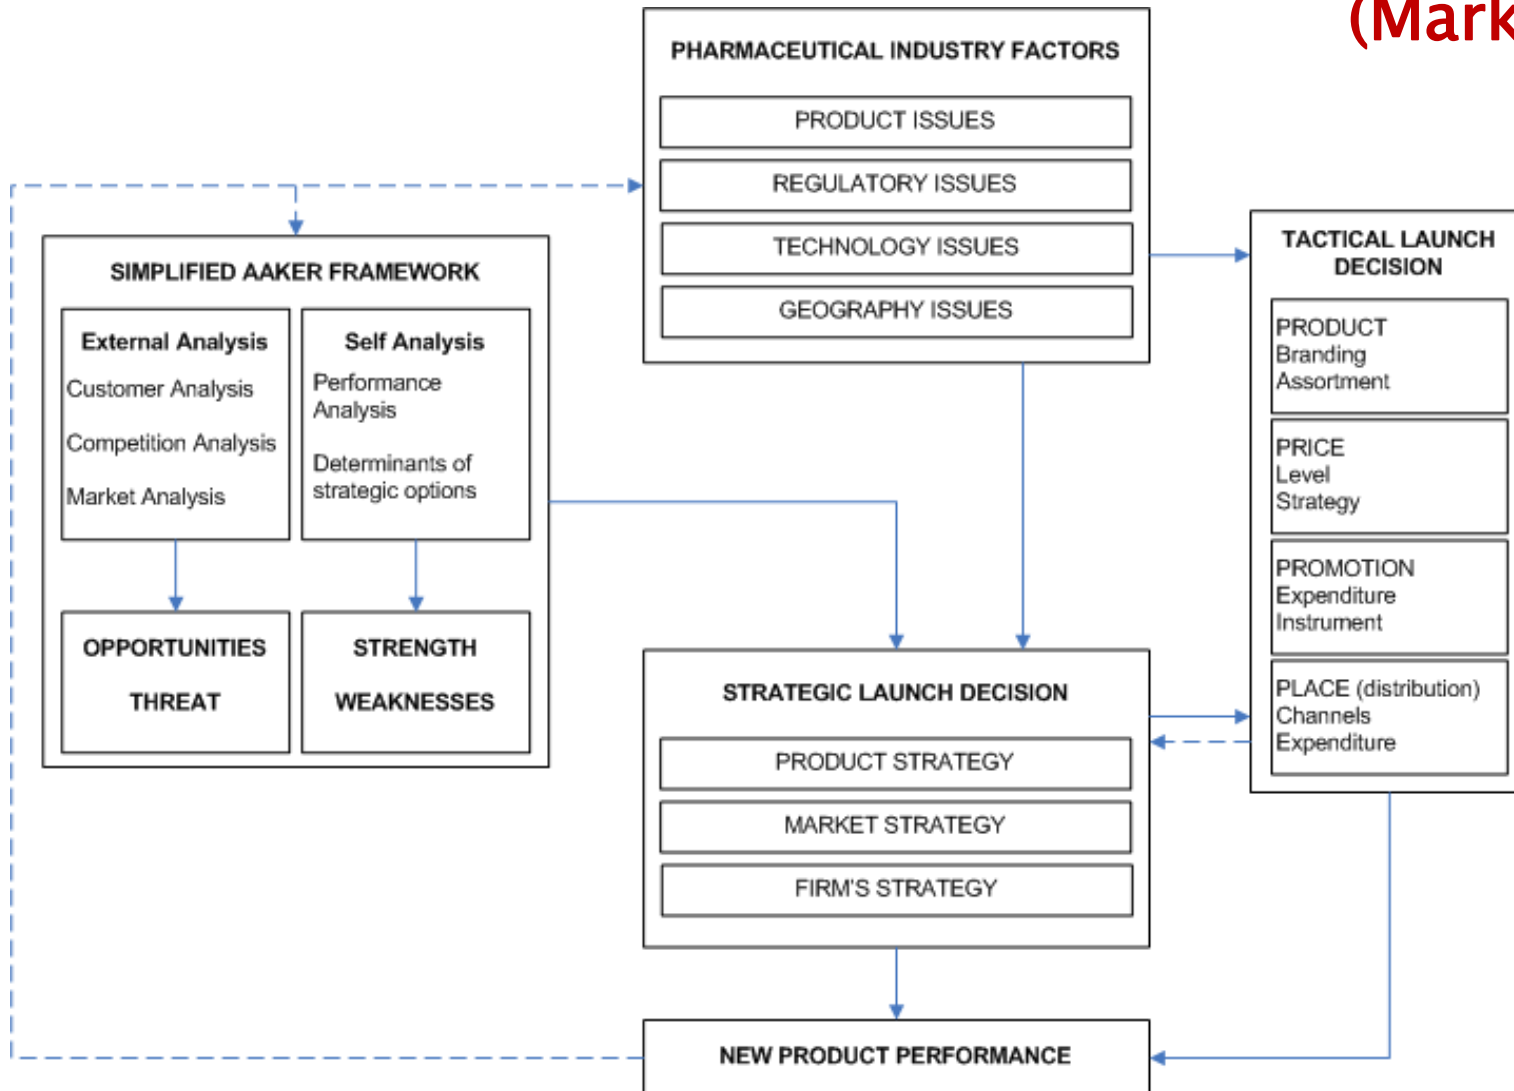 (Mark
PHARMACEUTICAL INDUSTRY FACTORS
PRODUCT ISSUES
REGULATORY ISSUES
TECHNOLOGY ISSUES
GEOGRAPHY ISSUES
SIMPLIFIED AAKER FRAMEWORK
External Analysis
Customer Analysis
Competition Analysis
Market Analysis
Self Analysis
Performance
Analysis
Determinants of
strategic options
OPPORTUNITIES
THREAT
STRENGTH
WEAKNESSES
TACTICAL LAUNCH
DECISION
PRODUCT
Branding
Assortment
PRICE
Level
Strategy
PROMOTION
Expenditure
Instrument
PLACE (distribution)
Channels
Expenditure
STRATEGIC LAUNCH DECISION
PRODUCT STRATEGY
MARKET STRATEGY
FIRM'S STRATEGY
NEW PRODUCT PERFORMANCE